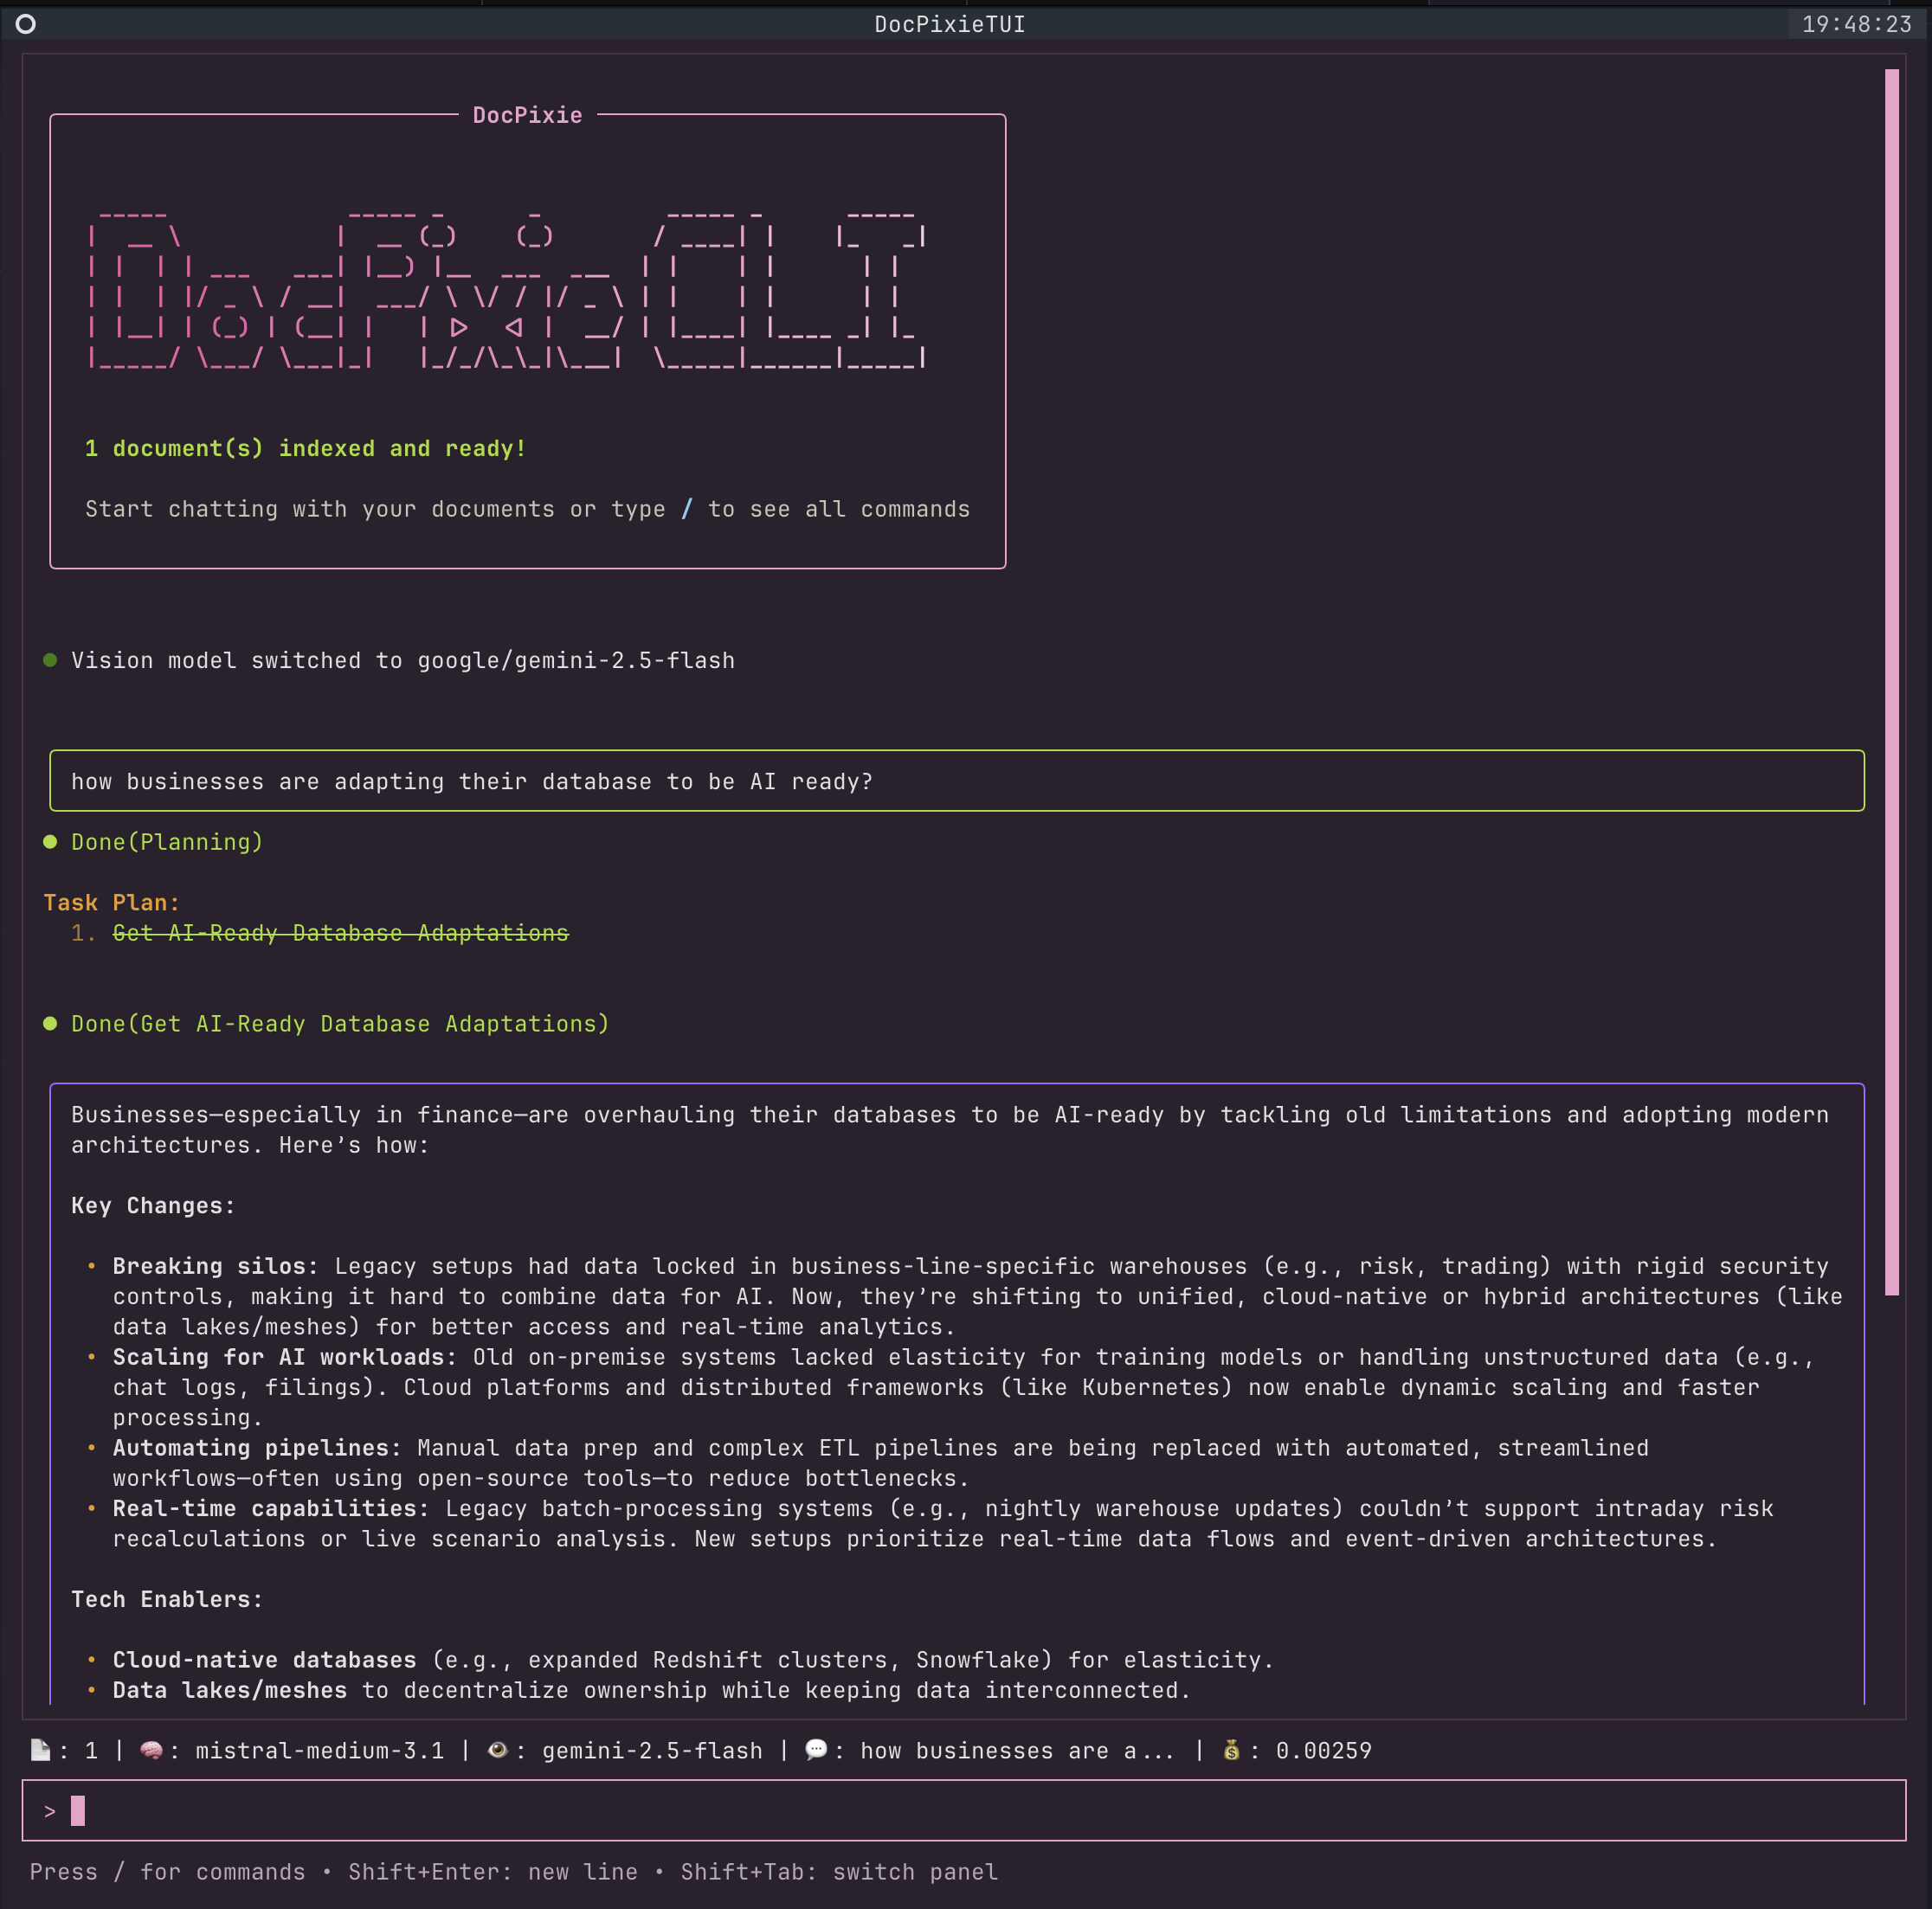 DocPixieTUI 19:48:23
DocPixie
DocPixie CLI
1 document(s) indexed and ready!
Start chatting with your documents or type / to see all commands
● Vision model switched to google/gemini-2.5-flash
how businesses are adapting their database to be AI ready?
● Done(Planning)
Task Plan:
1. Get AI-Ready Database Adaptations
● Done(Get AI-Ready Database Adaptations)
Businesses—especially in finance—are overhauling their databases to be AI-ready by tackling old limitations and adopting modern
architectures. Here’s how:
Key Changes:
• Breaking silos: Legacy setups had data locked in business-line-specific warehouses (e.g., risk, trading) with rigid security
controls, making it hard to combine data for AI. Now, they’re shifting to unified, cloud-native or hybrid architectures (like
data lakes/meshes) for better access and real-time analytics.
• Scaling for AI workloads: Old on-premise systems lacked elasticity for training models or handling unstructured data (e.g.,
chat logs, filings). Cloud platforms and distributed frameworks (like Kubernetes) now enable dynamic scaling and faster
processing.
• Automating pipelines: Manual data prep and complex ETL pipelines are being replaced with automated, streamlined
workflows—often using open-source tools—to reduce bottlenecks.
• Real-time capabilities: Legacy batch-processing systems (e.g., nightly warehouse updates) couldn’t support intraday risk
recalculations or live scenario analysis. New setups prioritize real-time data flows and event-driven architectures.
Tech Enablers:
• Cloud-native databases (e.g., expanded Redshift clusters, Snowflake) for elasticity.
• Data lakes/meshes to decentralize ownership while keeping data interconnected.
📄: 1 | 🧠: mistral-medium-3.1 | 👁️: gemini-2.5-flash | 💬: how businesses are a... | 💰: 0.00259
>
Press / for commands • Shift+Enter: new line • Shift+Tab: switch panel